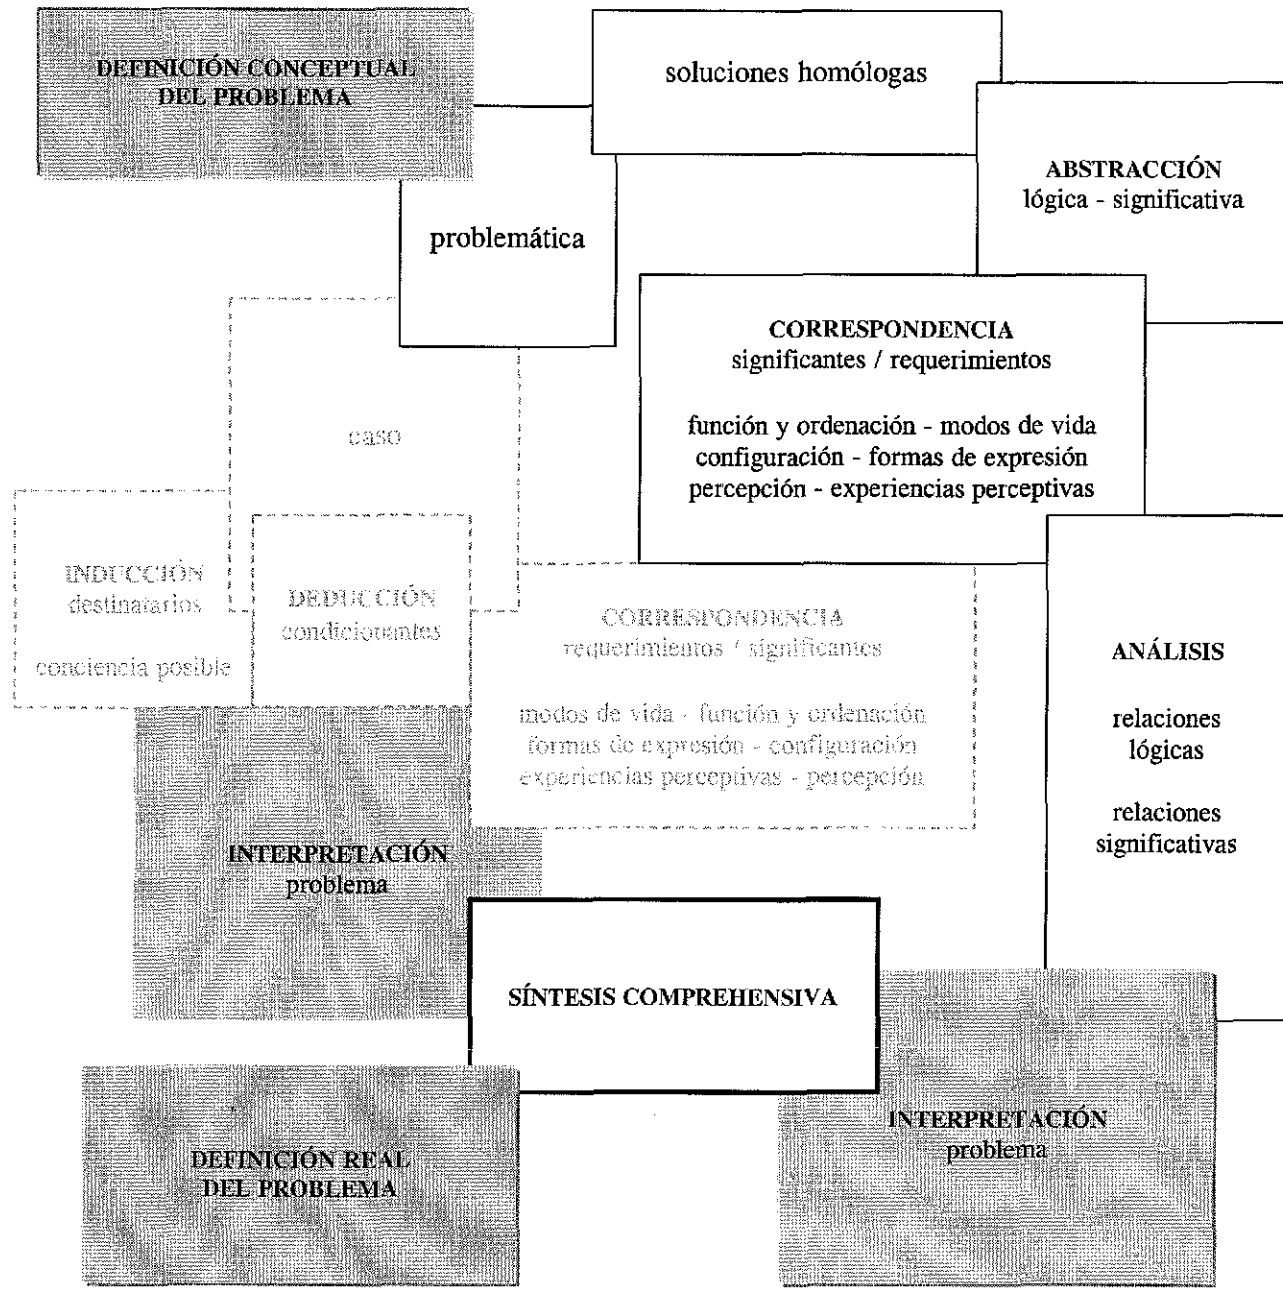 DEFINICIÓN CONCEPTUAL
DEL PROBLEMA
soluciones homólogas
ABSTRACCIÓN
lógica - significativa
problemática
CORRESPONDENCIA
significantes / requerimientos
función y ordenación - modos de vida
configuración - formas de expresión
percepción - experiencias perceptivas
caso
INDUCCIÓN
destinatarios
conciencia posible
DEDUCCIÓN
condicionantes
CORRESPONDENCIA
requerimientos / significantes
modos de vida - función y ordenación
formas de expresión - configuración
experiencias perceptivas - percepción
ANÁLISIS
relaciones
lógicas
relaciones
significativas
INTERPRETACIÓN
problema
SÍNTESIS COMPREHENSIVA
INTERPRETACIÓN
problema
DEFINICIÓN REAL
DEL PROBLEMA